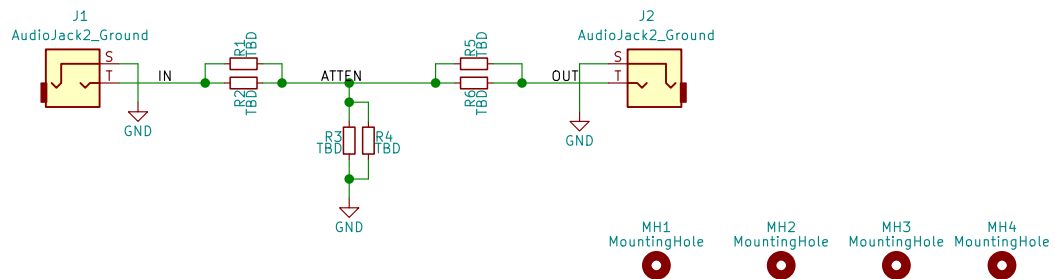 J1
AudioJack2_Ground
S
T
GND
IN
R1
TBD
R2
TBD
ATTEN
R3
TBD
R4
TBD
GND
R5
TBD
R6
TBD
OUT
J2
AudioJack2_Ground
S
T
GND
MH1
MountingHole
MH2
MountingHole
MH3
MountingHole
MH4
MountingHole